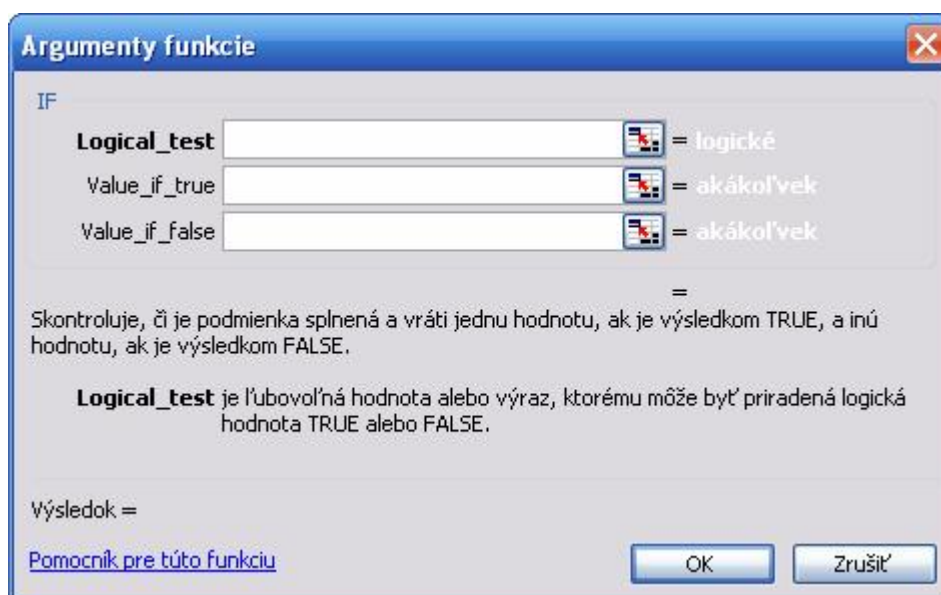 Argumenty funkcie
IF
Logical_test = logické
Value_if_true = akákoľvek
Value_if_false = akákoľvek
=
Skontroluje, či je podmienka splnená a vráti jednu hodnotu, ak je výsledkom TRUE, a inú
hodnotu, ak je výsledkom FALSE.
Logical_test je ľubovoľná hodnota alebo výraz, ktorému môže byť priradená logická
hodnota TRUE alebo FALSE.
Výsledok =
Pomocník pre túto funkciu OK Zrušiť